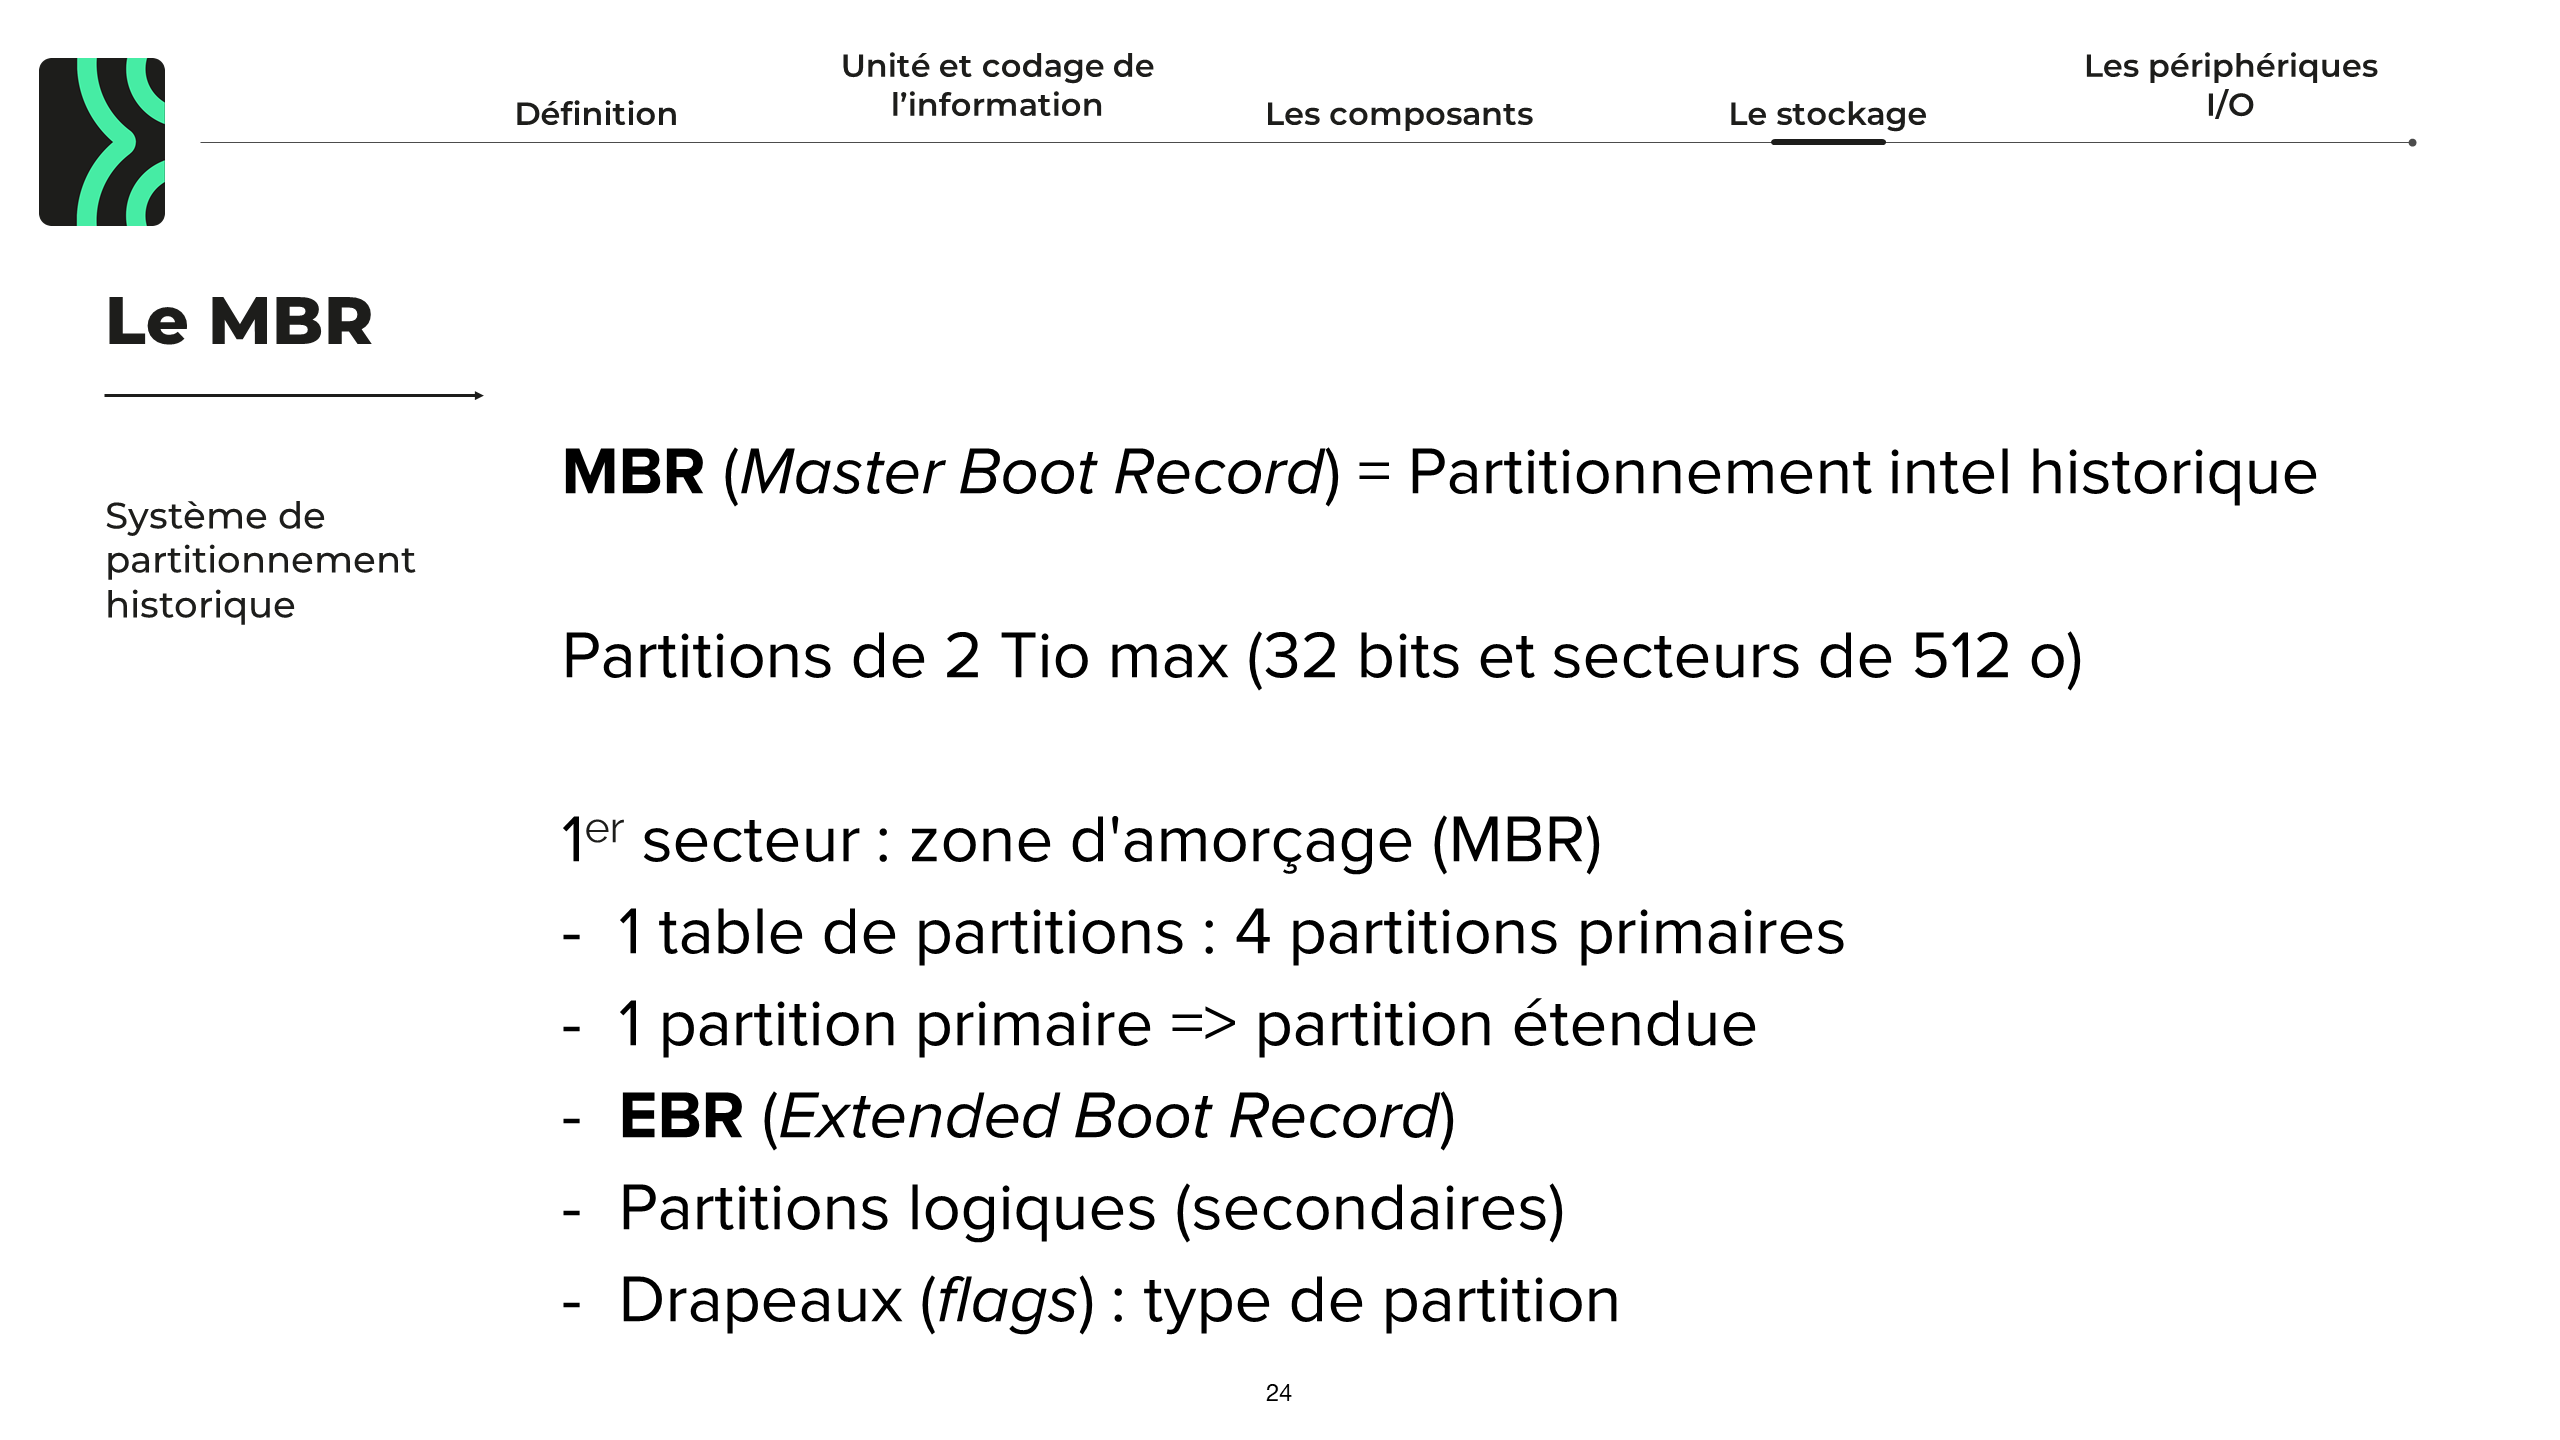 Définition
Unité et codage de
l’information
Les composants
Le stockage
Les périphériques
I/O
Le MBR
Système de
partitionnement
historique
MBR (Master Boot Record) = Partitionnement intel historique
Partitions de 2 Tio max (32 bits et secteurs de 512 o)
1er secteur : zone d'amorçage (MBR)
- 1 table de partitions : 4 partitions primaires
- 1 partition primaire => partition étendue
- EBR (Extended Boot Record)
- Partitions logiques (secondaires)
- Drapeaux (flags) : type de partition
24